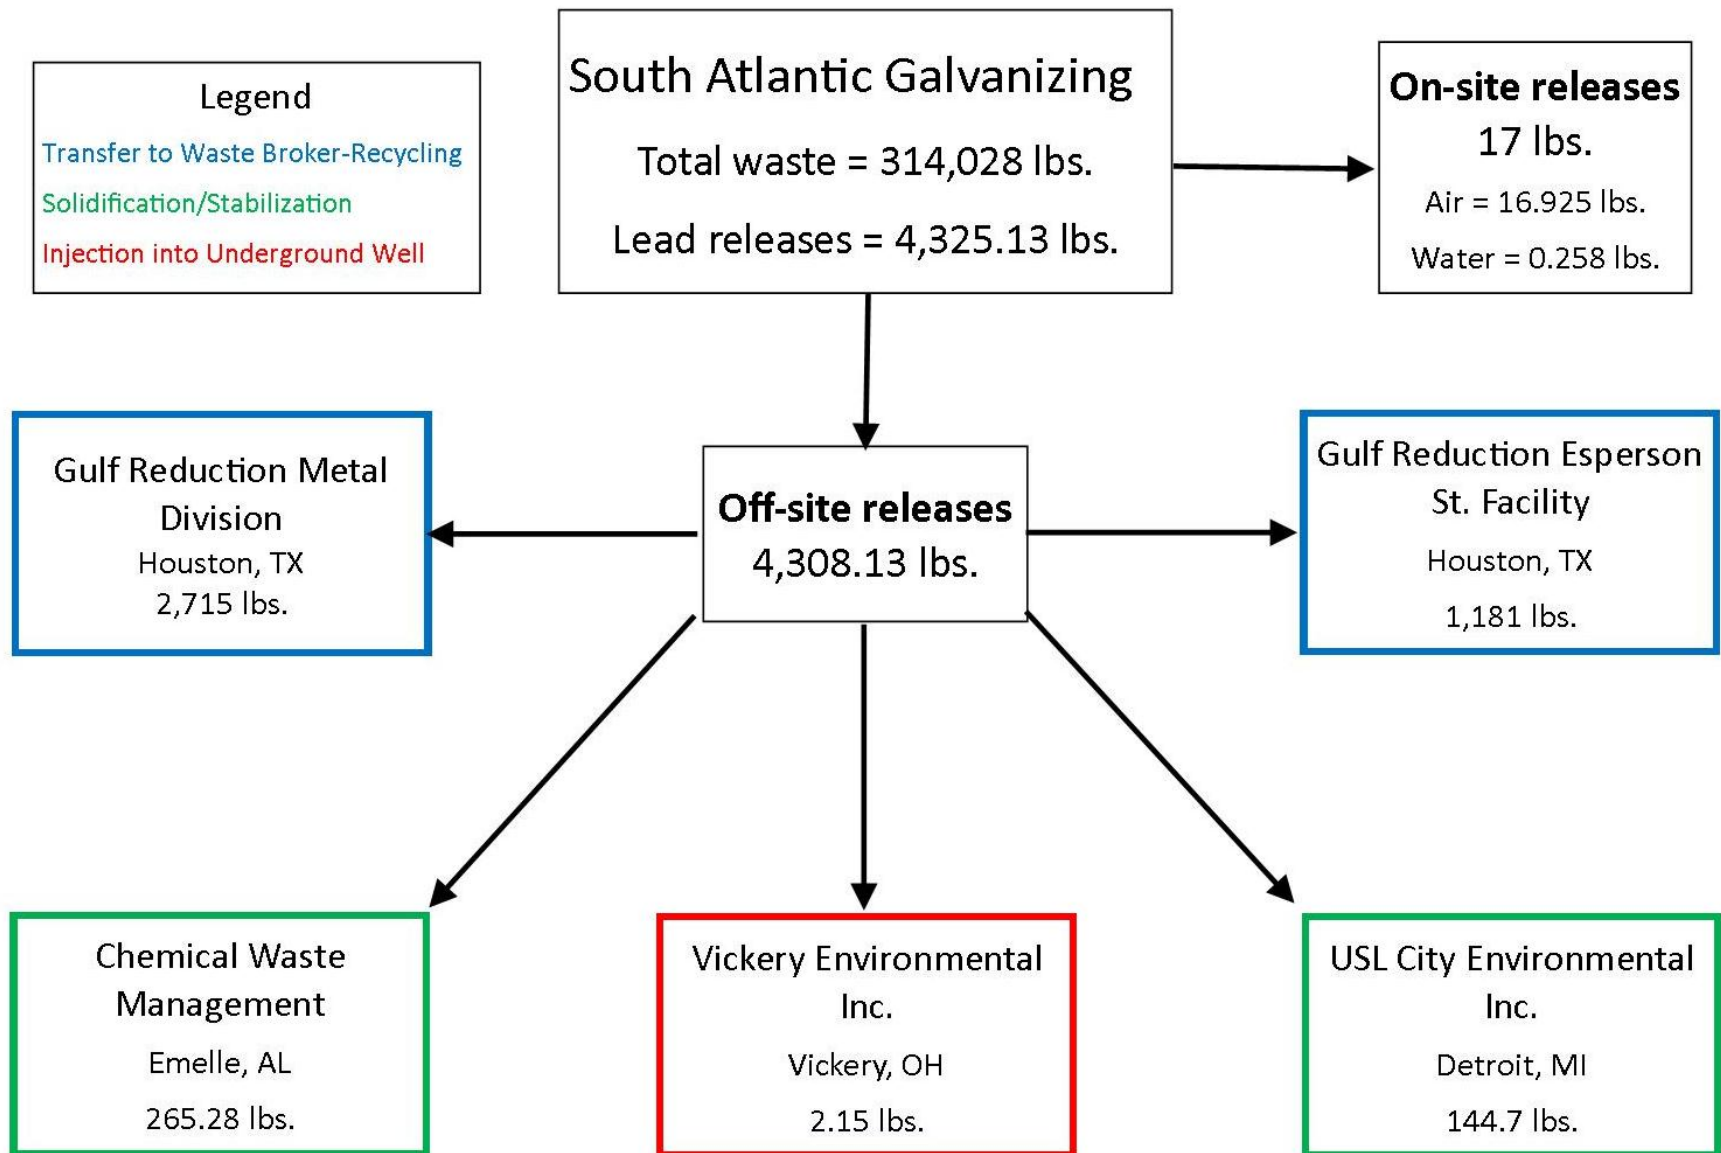 Legend
Transfer to Waste Broker-Recycling
Solidification/Stabilization
Injection into Underground Well
South Atlantic Galvanizing
Total waste = 314,028 lbs.
Lead releases = 4,325.13 lbs.
On-site releases
17 lbs.
Air = 16.925 lbs.
Water = 0.258 lbs.
Gulf Reduction Metal
Division
Houston, TX
2,715 lbs.
Off-site releases
4,308.13 lbs.
Gulf Reduction Esperson
St. Facility
Houston, TX
1,181 lbs.
Chemical Waste
Management
Emelle, AL
265.28 lbs.
Vickery Environmental
Inc.
Vickery, OH
2.15 lbs.
USL City Environmental
Inc.
Detroit, MI
144.7 lbs.